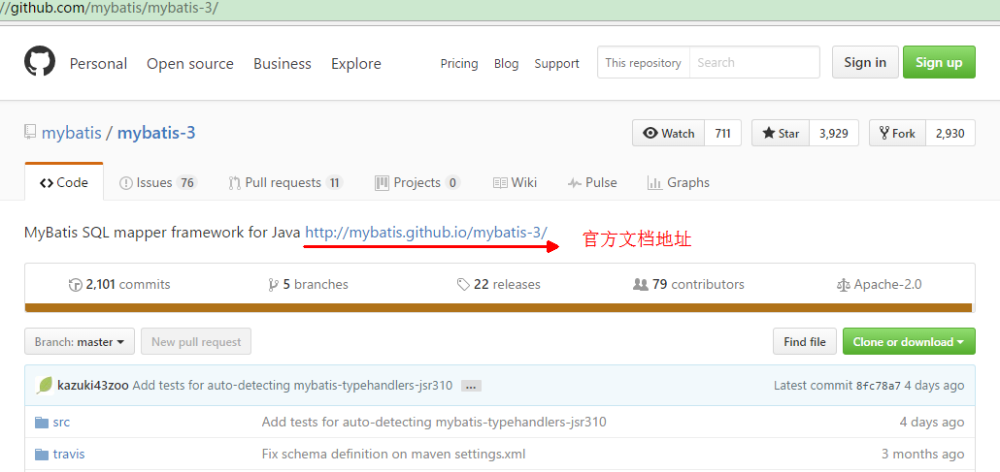 //github.com/mybatis/mybatis-3/
Personal Open source Business Explore Pricing Blog Support This repository Search Sign in Sign up
mybatis / mybatis-3 Watch 711 Star 3,929 Fork 2,930
Code Issues 76 Pull requests 11 Projects 0 Wiki Pulse Graphs
MyBatis SQL mapper framework for Java http://mybatis.github.io/mybatis-3/ 官方文档地址
2,101 commits 5 branches 22 releases 79 contributors Apache-2.0
Branch: master New pull request Find file Clone or download
kazuki43zoo Add tests for auto-detecting mybatis-typehandlers-jsr310 ... Latest commit 8fc78a7 4 days ago
src Add tests for auto-detecting mybatis-typehandlers-jsr310 4 days ago
travis Fix schema definition on maven settings.xml 3 months ago